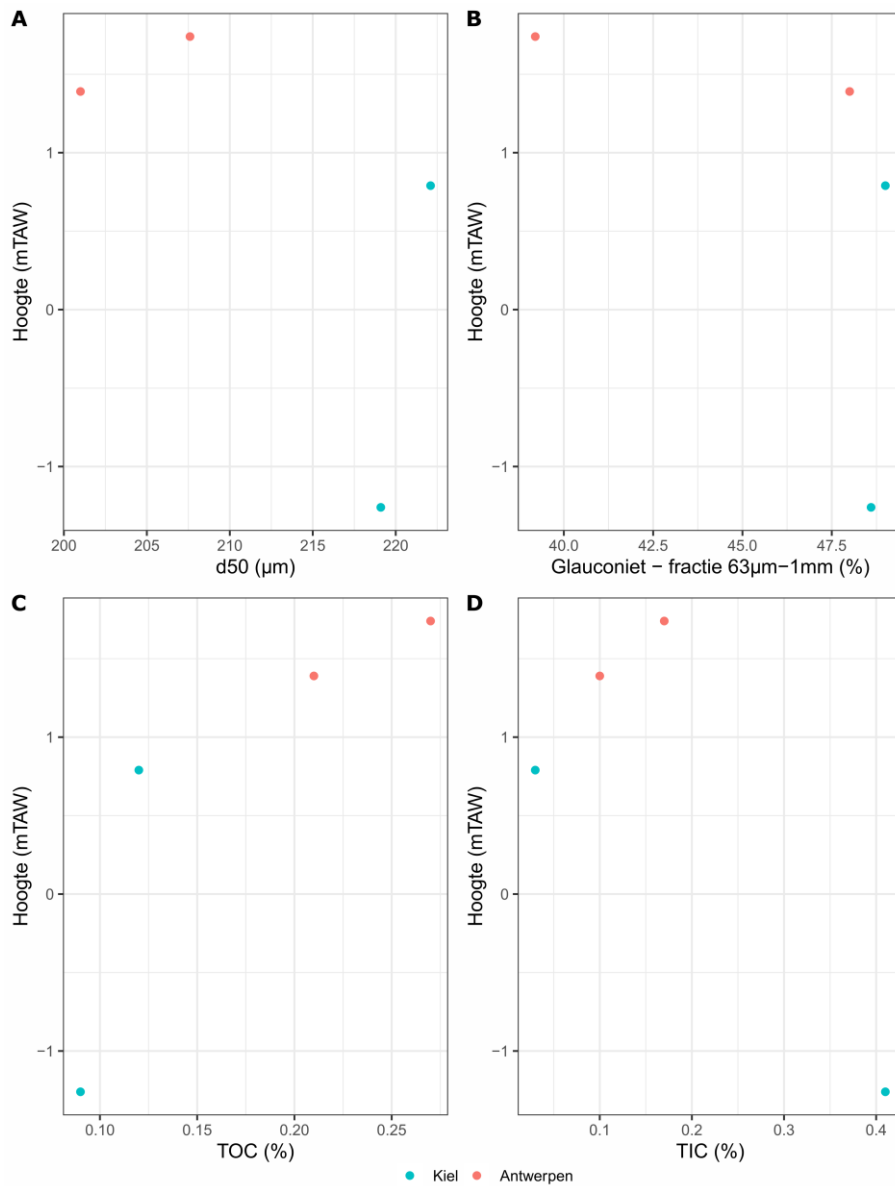 A
B
Hoogte (mTAW)
1
0
−1
200
205
210
215
220
d50 (µm)
Hoogte (mTAW)
1
0
−1
40.0
42.5
45.0
47.5
Glauconiet − fractie 63µm−1mm (%)
C
D
Hoogte (mTAW)
1
0
−1
0.10
0.15
0.20
0.25
TOC (%)
Hoogte (mTAW)
1
0
−1
0.1
0.2
0.3
0.4
TIC (%)
Kiel Antwerpen